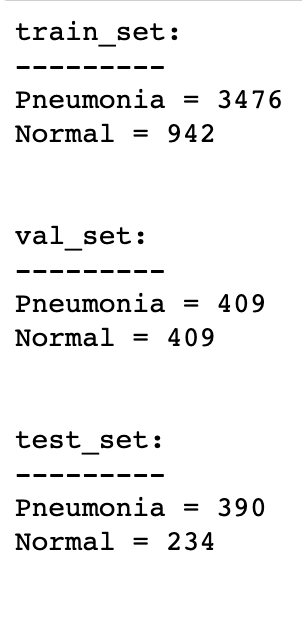 train_set:
---------
Pneumonia = 3476
Normal = 942
val_set:
---------
Pneumonia = 409
Normal = 409
test_set:
---------
Pneumonia = 390
Normal = 234